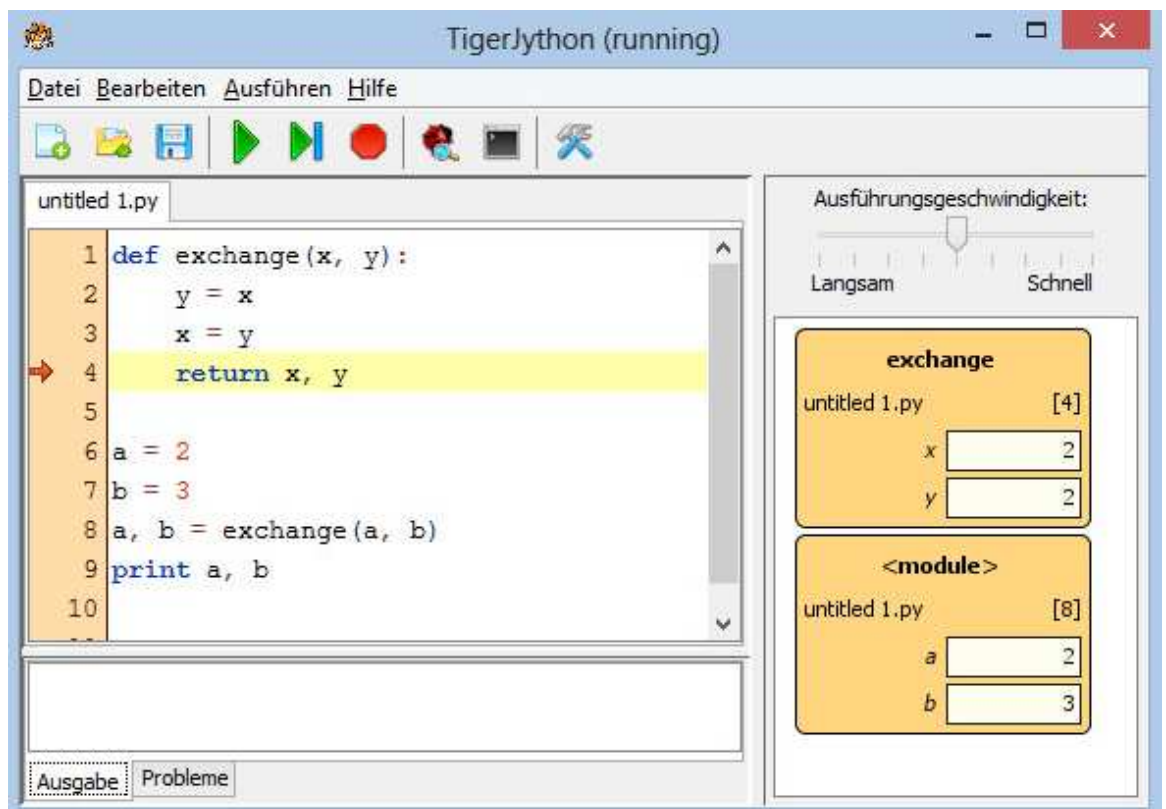 TigerJython (running)
Datei Bearbeiten Ausführen Hilfe
untitled 1.py
1 def exchange(x, y):
2     y = x
3     x = y
4     return x, y
5
6 a = 2
7 b = 3
8 a, b = exchange(a, b)
9 print a, b
10
Ausgabe Probleme
Ausführungsgeschwindigkeit:
Langsam Schnell
exchange
untitled 1.py [4]
x 2
y 2
<module>
untitled 1.py [8]
a 2
b 3